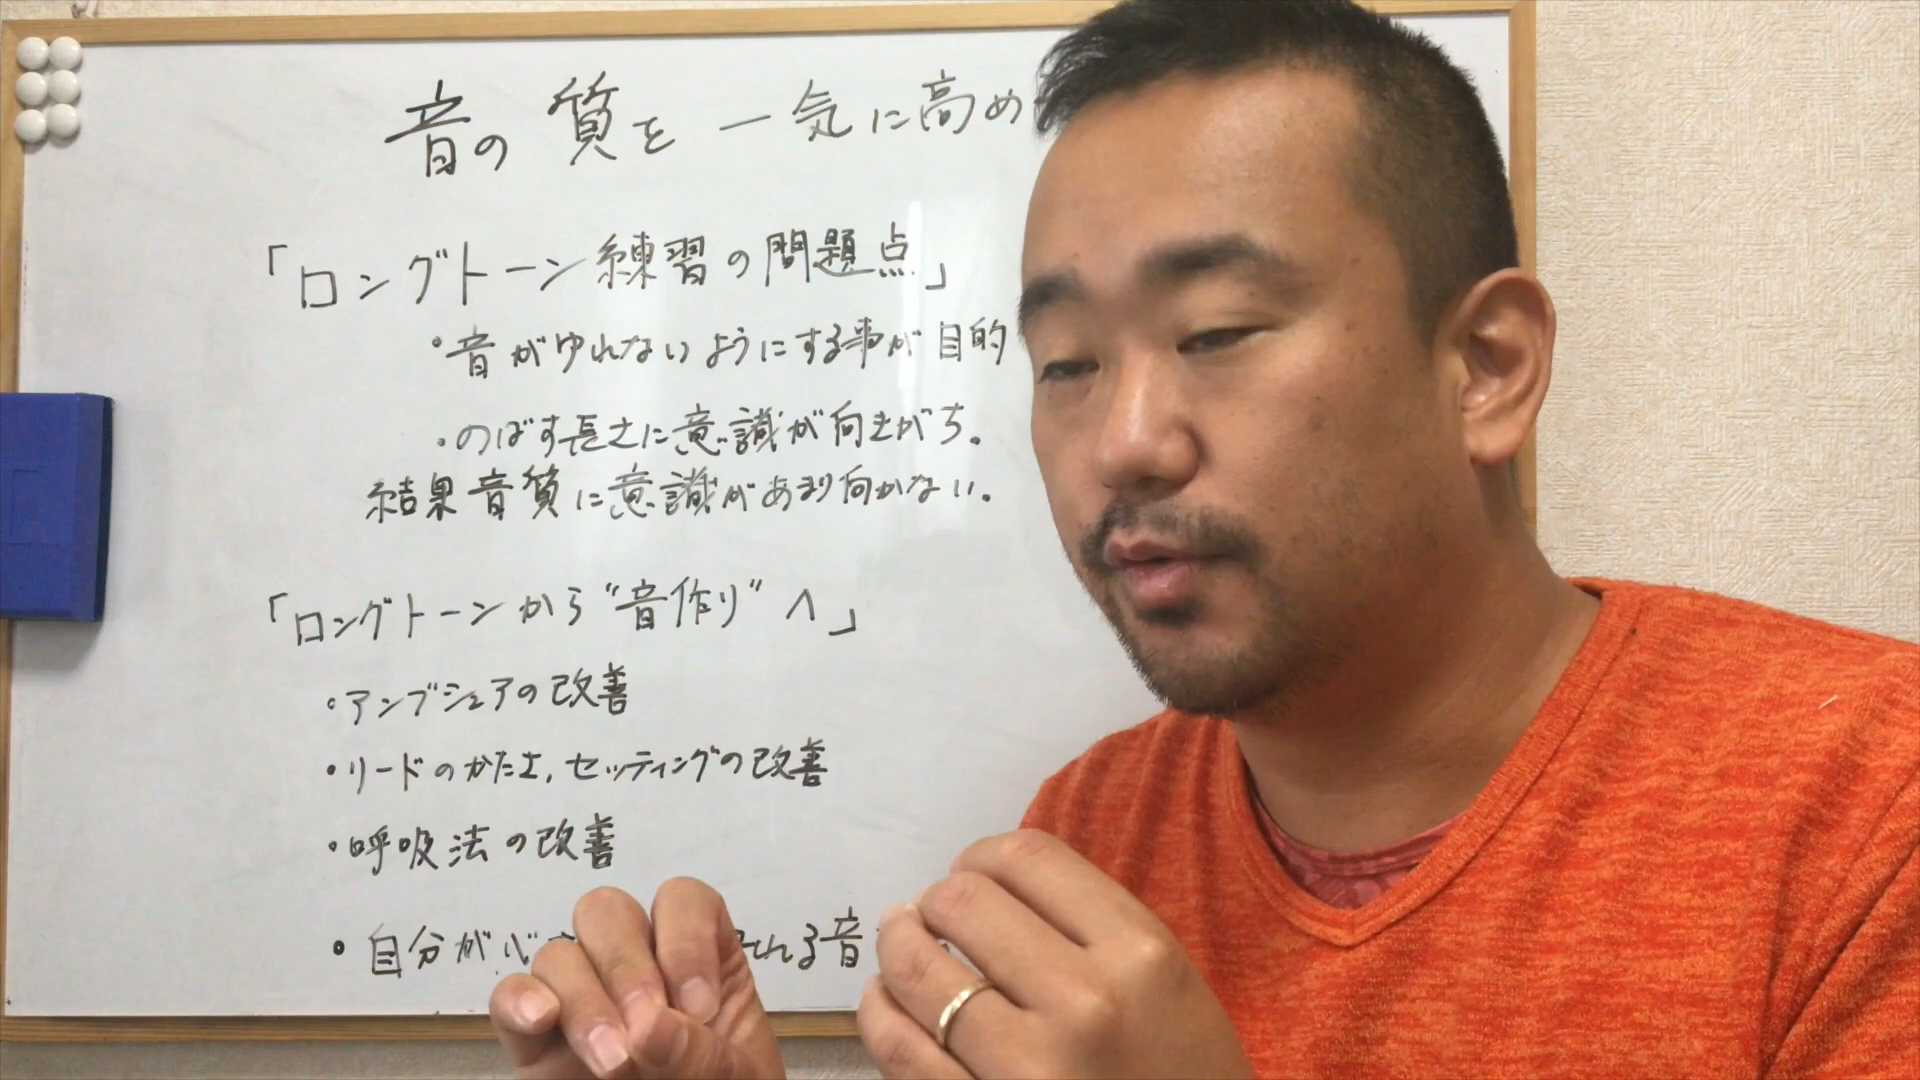 音の質を一気に高め
「ロングトーン練習の問題点」
・音がゆれないようにする事が目的
・のばす長さに意識が向きがち。
結果音質に意識があまり向かない。
「ロングトーンから"音作り"へ」
・アンブシュアの改善
・リードのかたさ,セッティングの改善
・呼吸法の改善
・自分が心 れる音